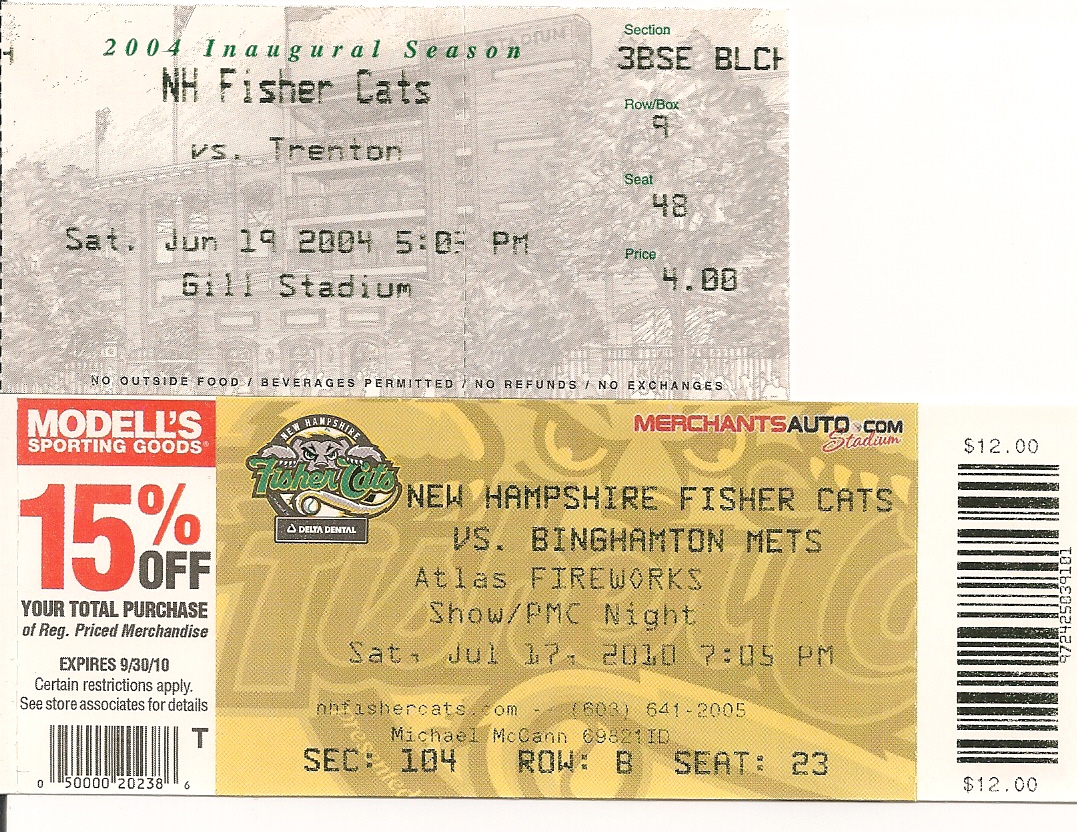 2004 Inaugural Season
NH Fisher Cats
vs. Trenton
Sat. Jun 19 2004 5:05 PM
Gill Stadium
NO OUTSIDE FOOD / BEVERAGES PERMITTED / NO REFUNDS / NO EXCHANGES
Section
3BSE BLCH
Row/Box
9
Seat
48
Price
4.00
MODELL'S
SPORTING GOODS®
15% OFF
YOUR TOTAL PURCHASE
of Reg. Priced Merchandise
EXPIRES 9/30/10
Certain restrictions apply.
See store associates for details
T
0 50000 20238 6
NEW HAMPSHIRE
Fisher Cats
DELTA DENTAL
MERCHANTSAUTO.COM
Stadium
NEW HAMPSHIRE FISHER CATS
VS. BINGHAMTON METS
Atlas FIREWORKS
Show/PMC Night
Sat, Jul 17, 2010 7:05 PM
nhfishercats.com -- (603) 641-2005
Michael McCann 69821ID
SEC: 104 ROW: B SEAT: 23
$12.00
972425039101
$12.00